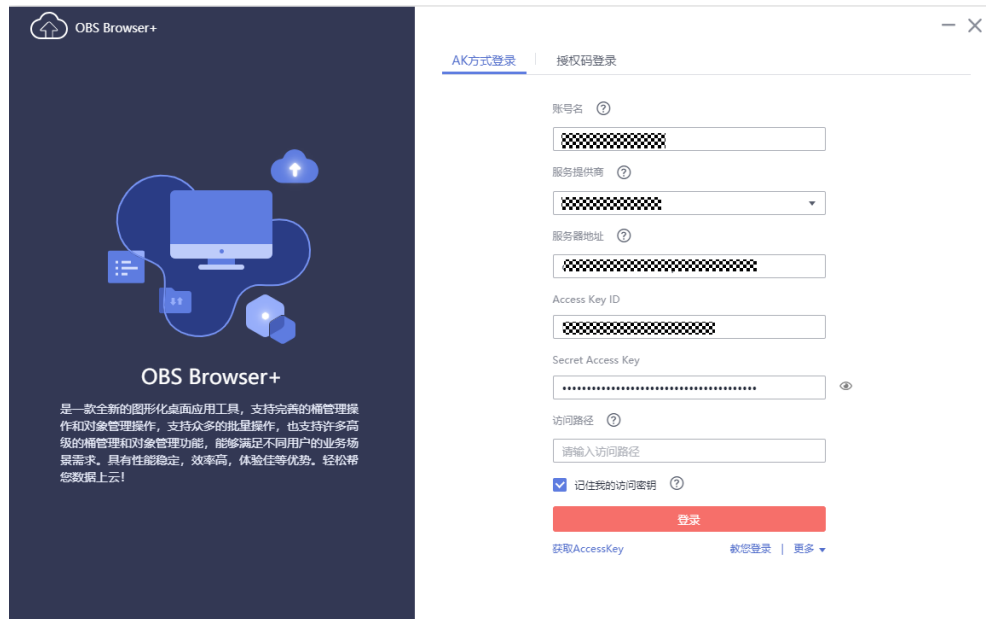 OBS Browser+
AK方式登录
授权码登录
账号名
服务提供商
服务器地址
Access Key ID
Secret Access Key
访问路径
请输入访问路径
记住我的访问密钥
登录
获取AccessKey
教您登录 | 更多
OBS Browser+
是一款全新的图形化桌面应用工具，支持完善的桶管理操
作和对象管理操作，支持众多的批量操作，也支持许多高
级的桶管理和对象管理功能，能够满足不同用户的业务场
景需求。具有性能稳定，效率高，体验佳等优势。轻松帮
您数据上云！